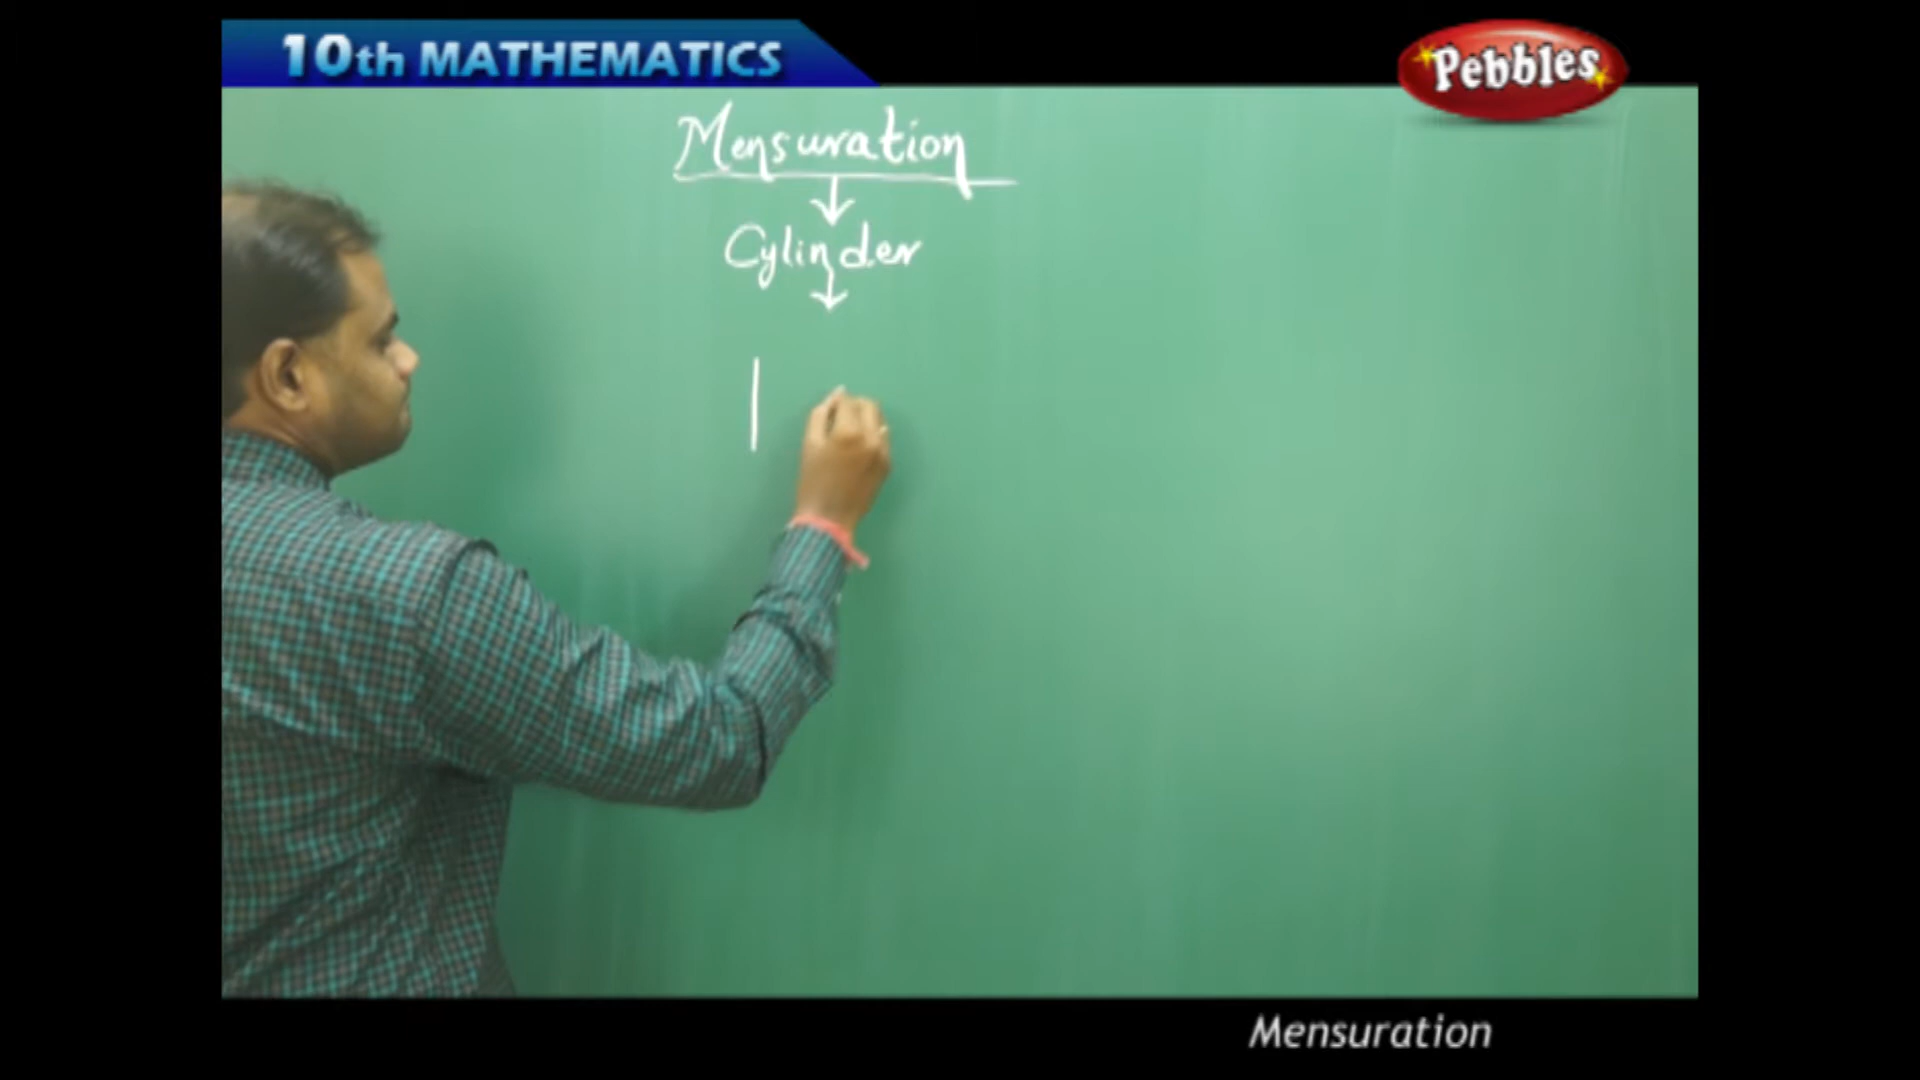 10th MATHEMATICS
Pebbles
Mensuration
Cylinder
Mensuration